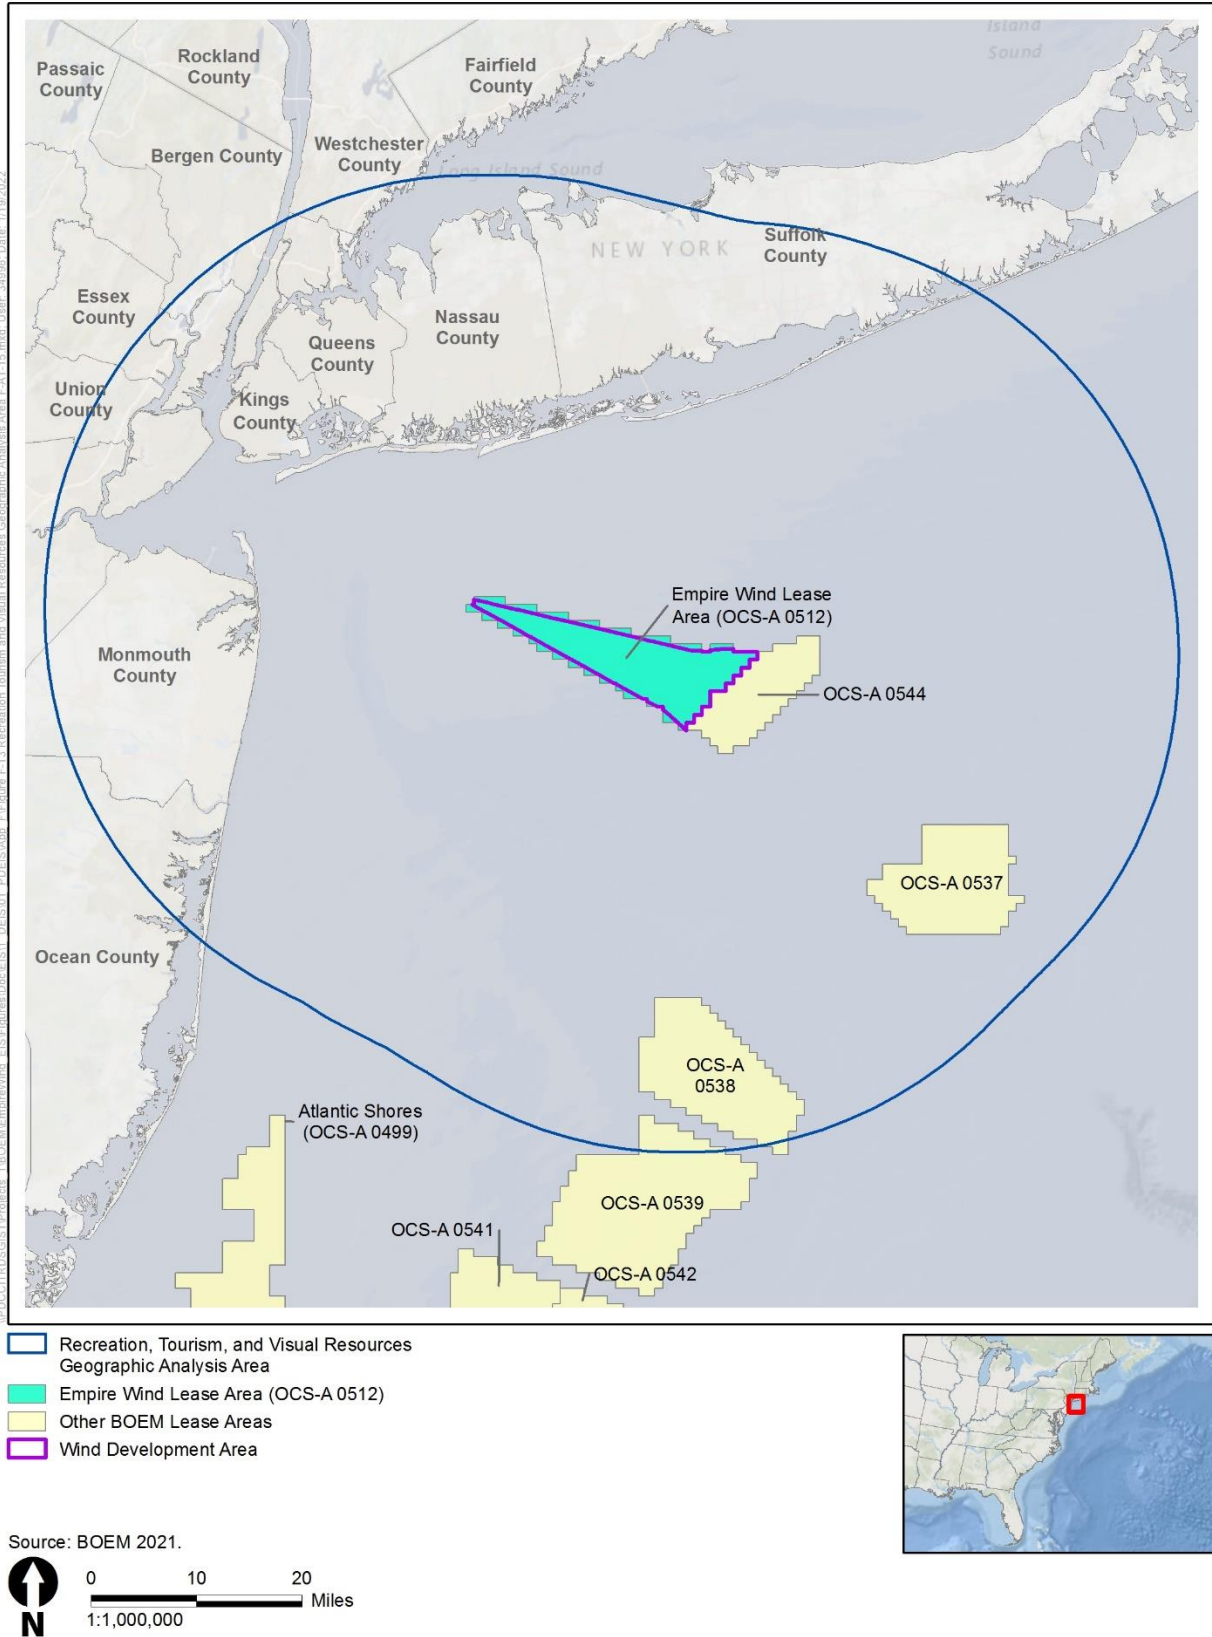 Island
Sound
Rockland
County
Passaic
County
Fairfield
County
Westchester
County
Bergen County
Long Island Sound
NEW YORK
Suffolk
County
Essex
County
Nassau
County
Queens
County
Union
County
Kings
County
Empire Wind Lease
Area (OCS-A 0512)
Monmouth
County
OCS-A 0544
OCS-A 0537
Ocean County
OCS-A
0538
Atlantic Shores
(OCS-A 0499)
OCS-A 0539
OCS-A 0541
OCS-A 0542
Recreation, Tourism, and Visual Resources
Geographic Analysis Area
Empire Wind Lease Area (OCS-A 0512)
Other BOEM Lease Areas
Wind Development Area
Source: BOEM 2021.
N
0 10 20
Miles
1:1,000,000